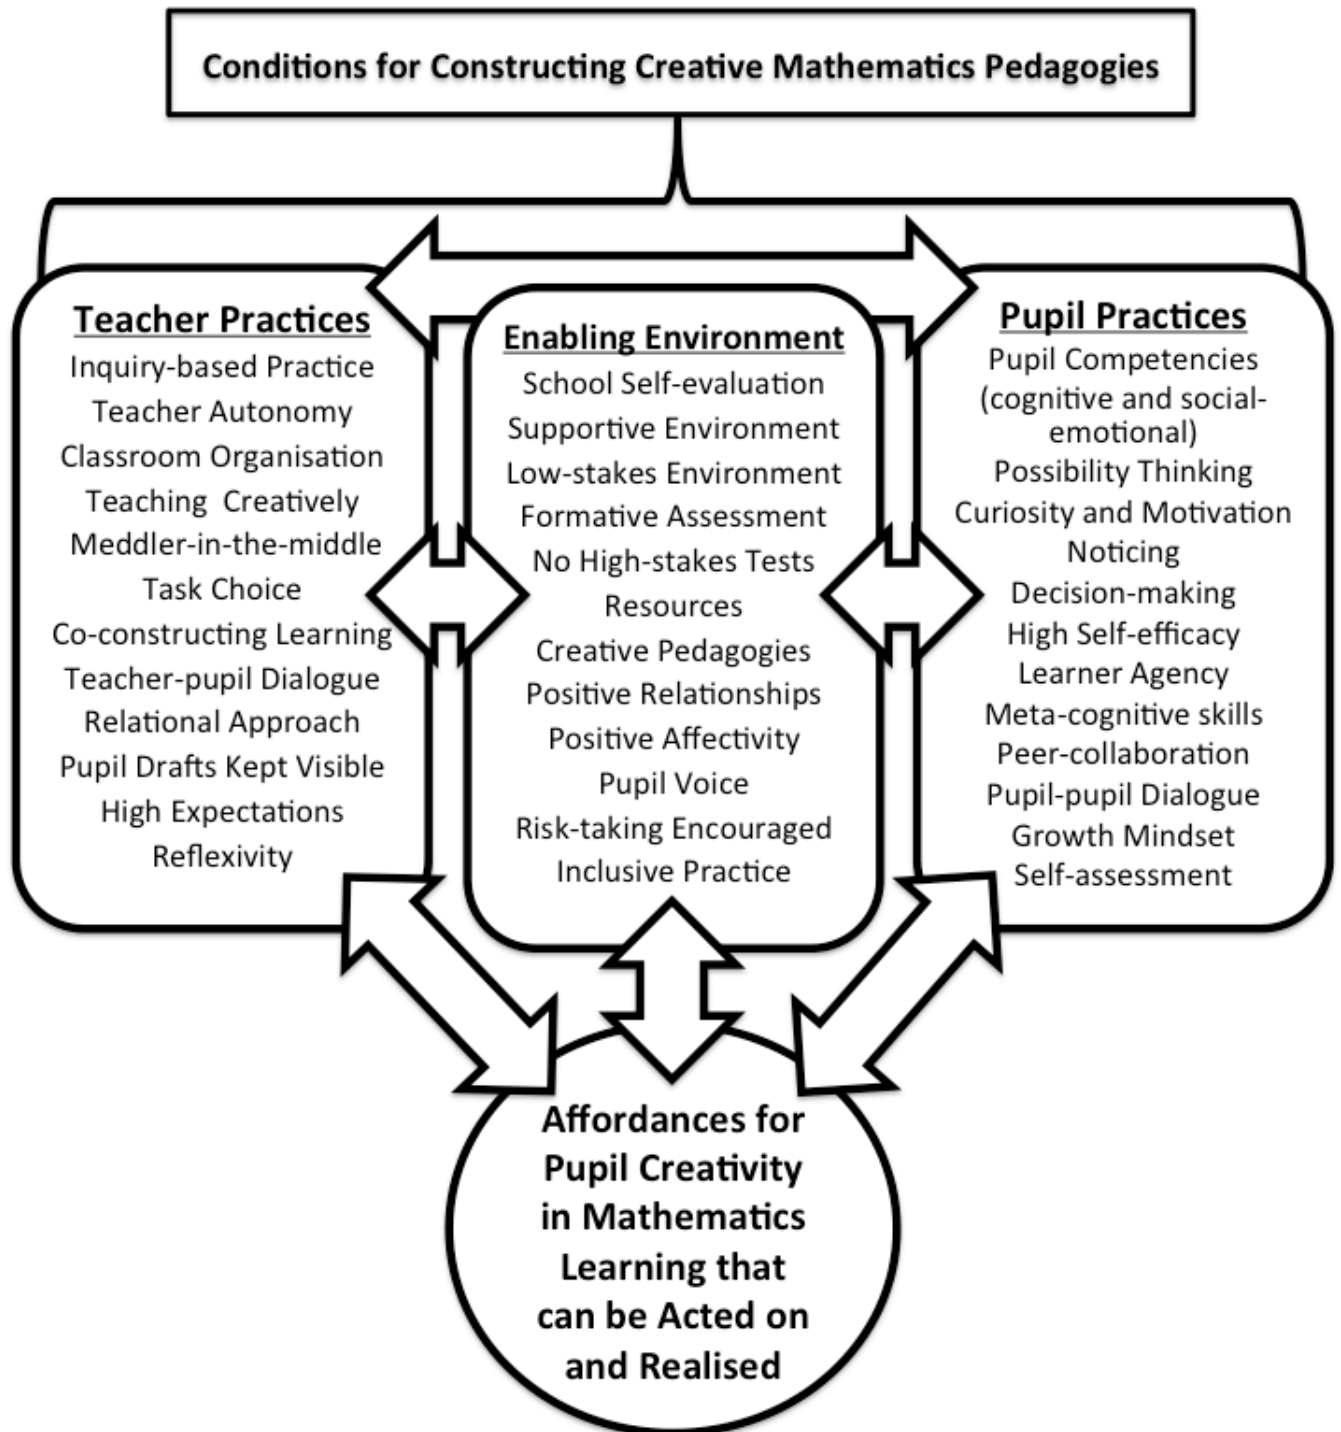 Conditions for Constructing Creative Mathematics Pedagogies
Teacher Practices
Inquiry-based Practice
Teacher Autonomy
Classroom Organisation
Teaching  Creatively
Meddler-in-the-middle
Task Choice
Co-constructing Learning
Teacher-pupil Dialogue
Relational Approach
Pupil Drafts Kept Visible
High Expectations
Reflexivity
Enabling Environment
School Self-evaluation
Supportive Environment
Low-stakes Environment
Formative Assessment
No High-stakes Tests
Resources
Creative Pedagogies
Positive Relationships
Positive Affectivity
Pupil Voice
Risk-taking Encouraged
Inclusive Practice
Pupil Practices
Pupil Competencies
(cognitive and social-
emotional)
Possibility Thinking
Curiosity and Motivation
Noticing
Decision-making
High Self-efficacy
Learner Agency
Meta-cognitive skills
Peer-collaboration
Pupil-pupil Dialogue
Growth Mindset
Self-assessment
Affordances for
Pupil Creativity
in Mathematics
Learning that
can be Acted on
and Realised